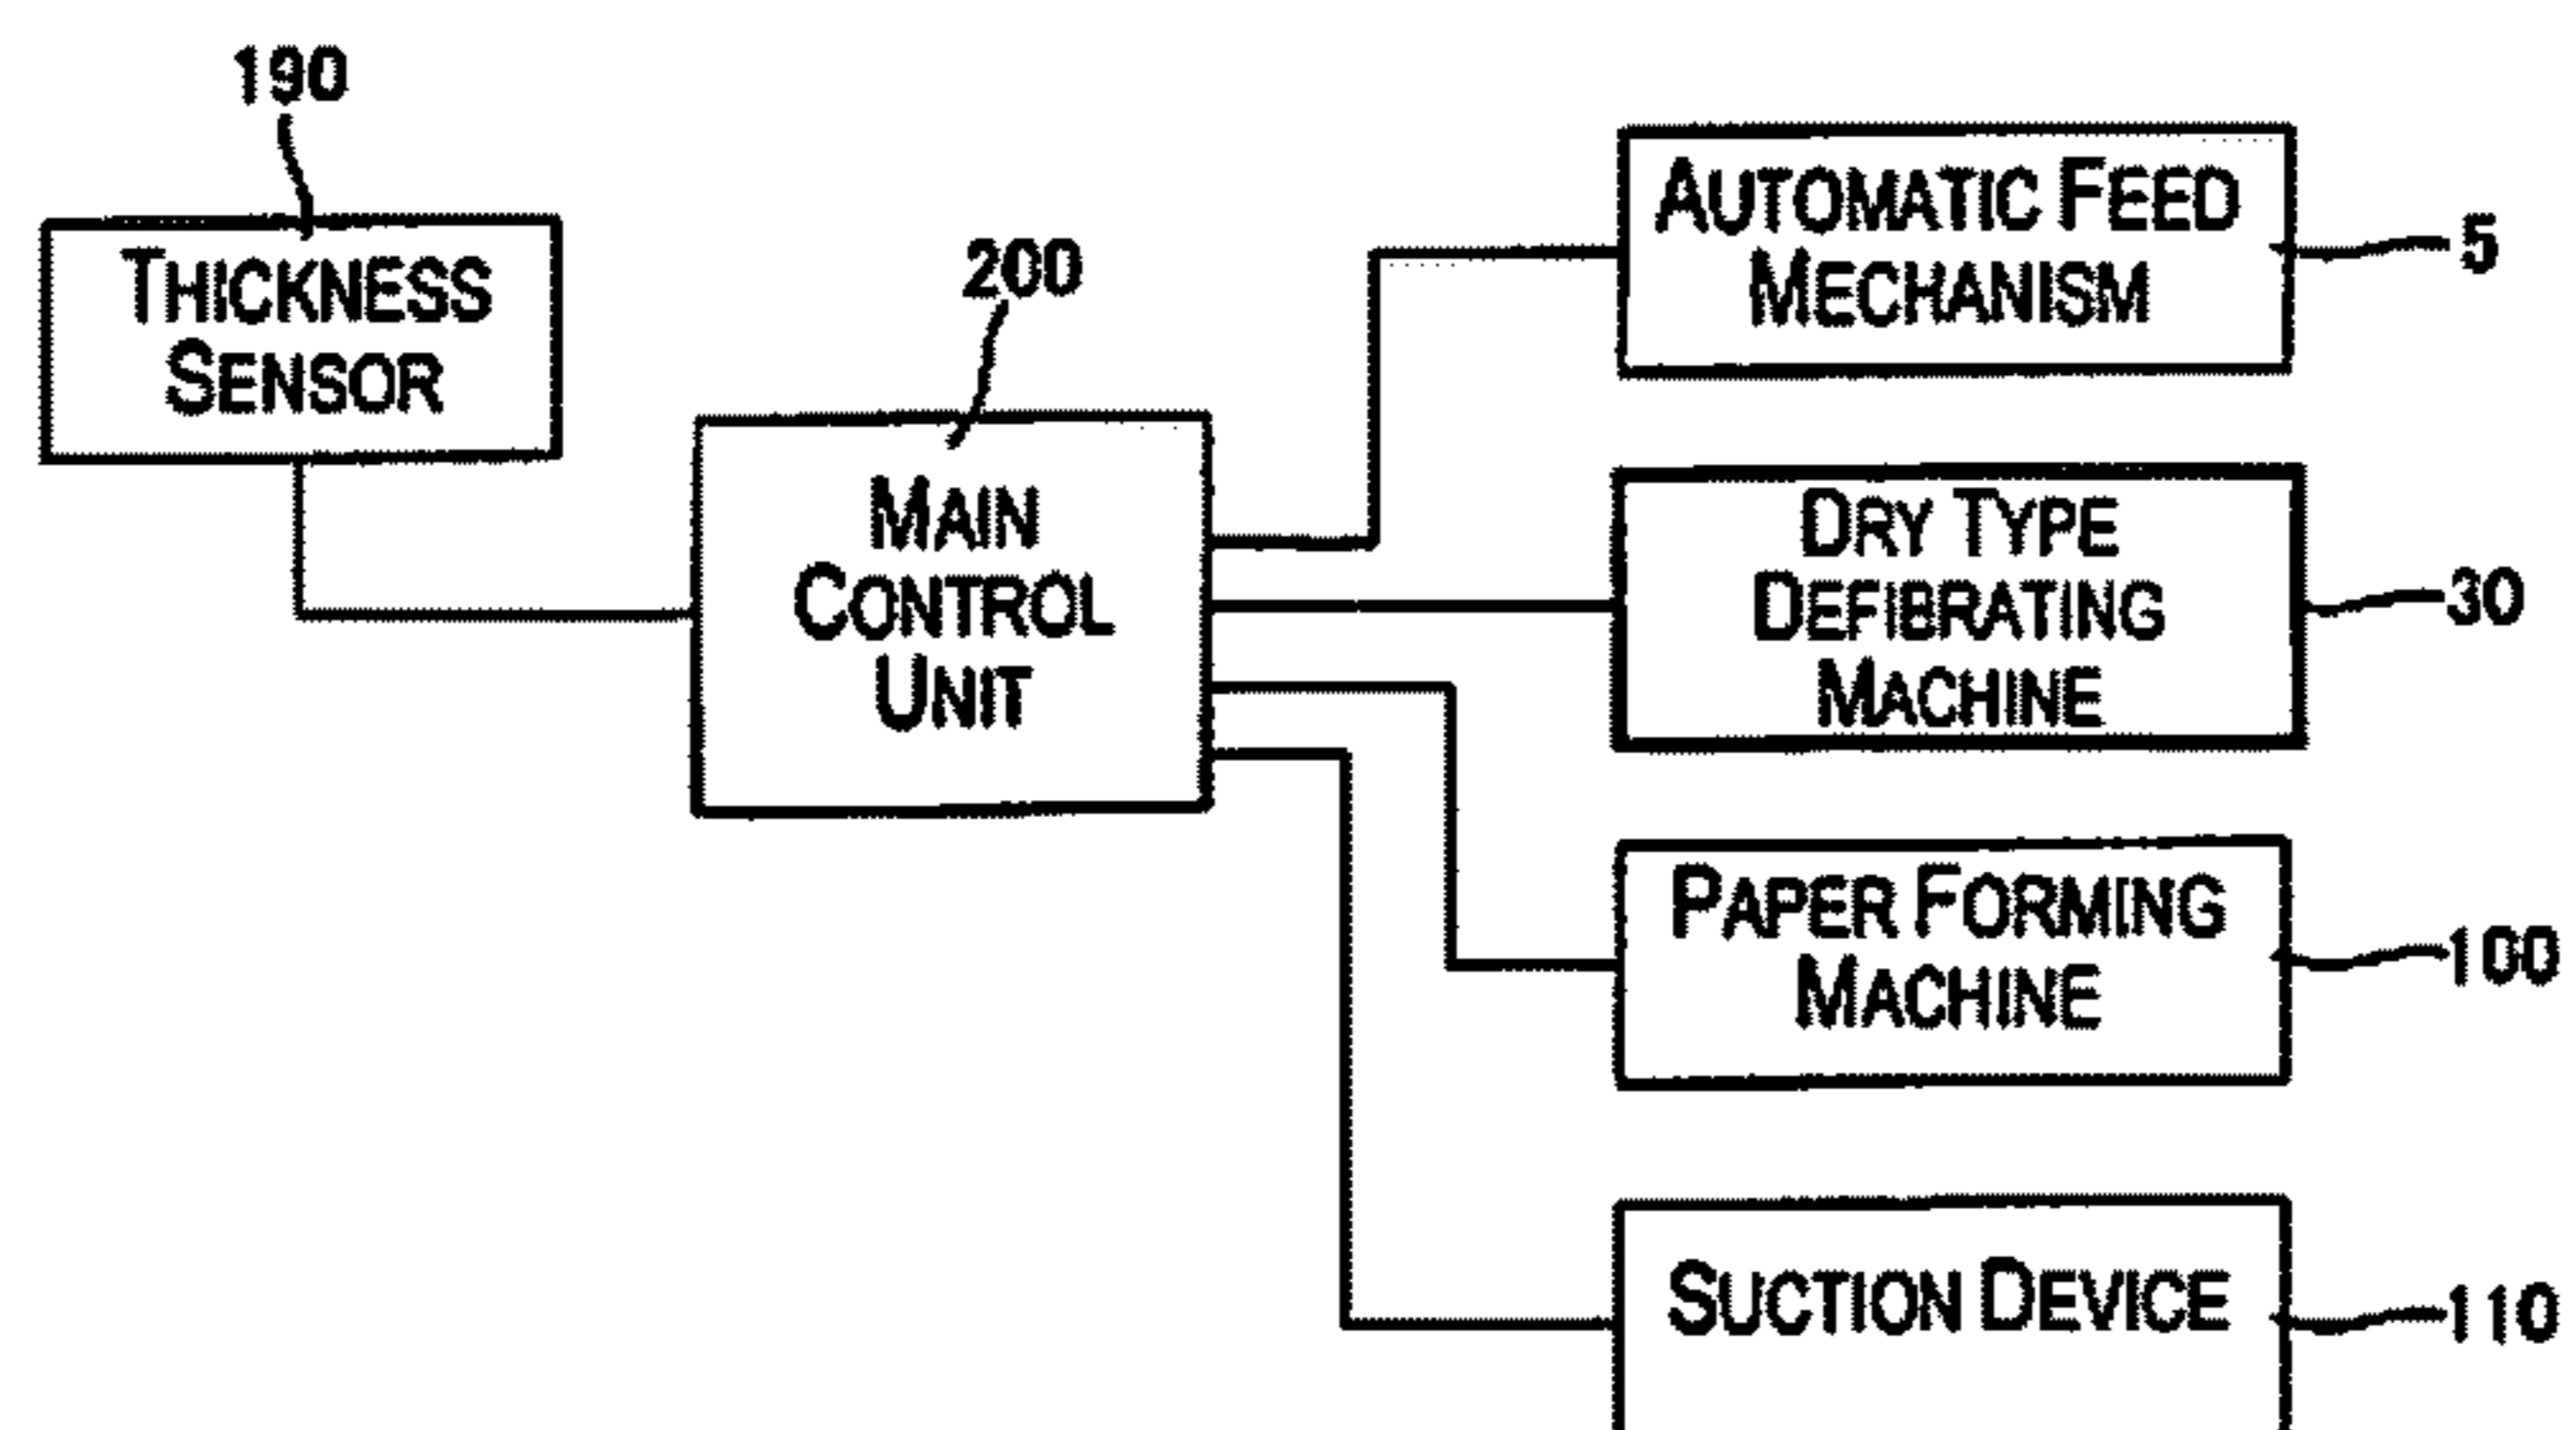 190
THICKNESS
SENSOR
200
MAIN
CONTROL
UNIT
AUTOMATIC FEED
MECHANISM
5
DRY TYPE
DEFIBRATING
MACHINE
30
PAPER FORMING
MACHINE
100
SUCTION DEVICE
110